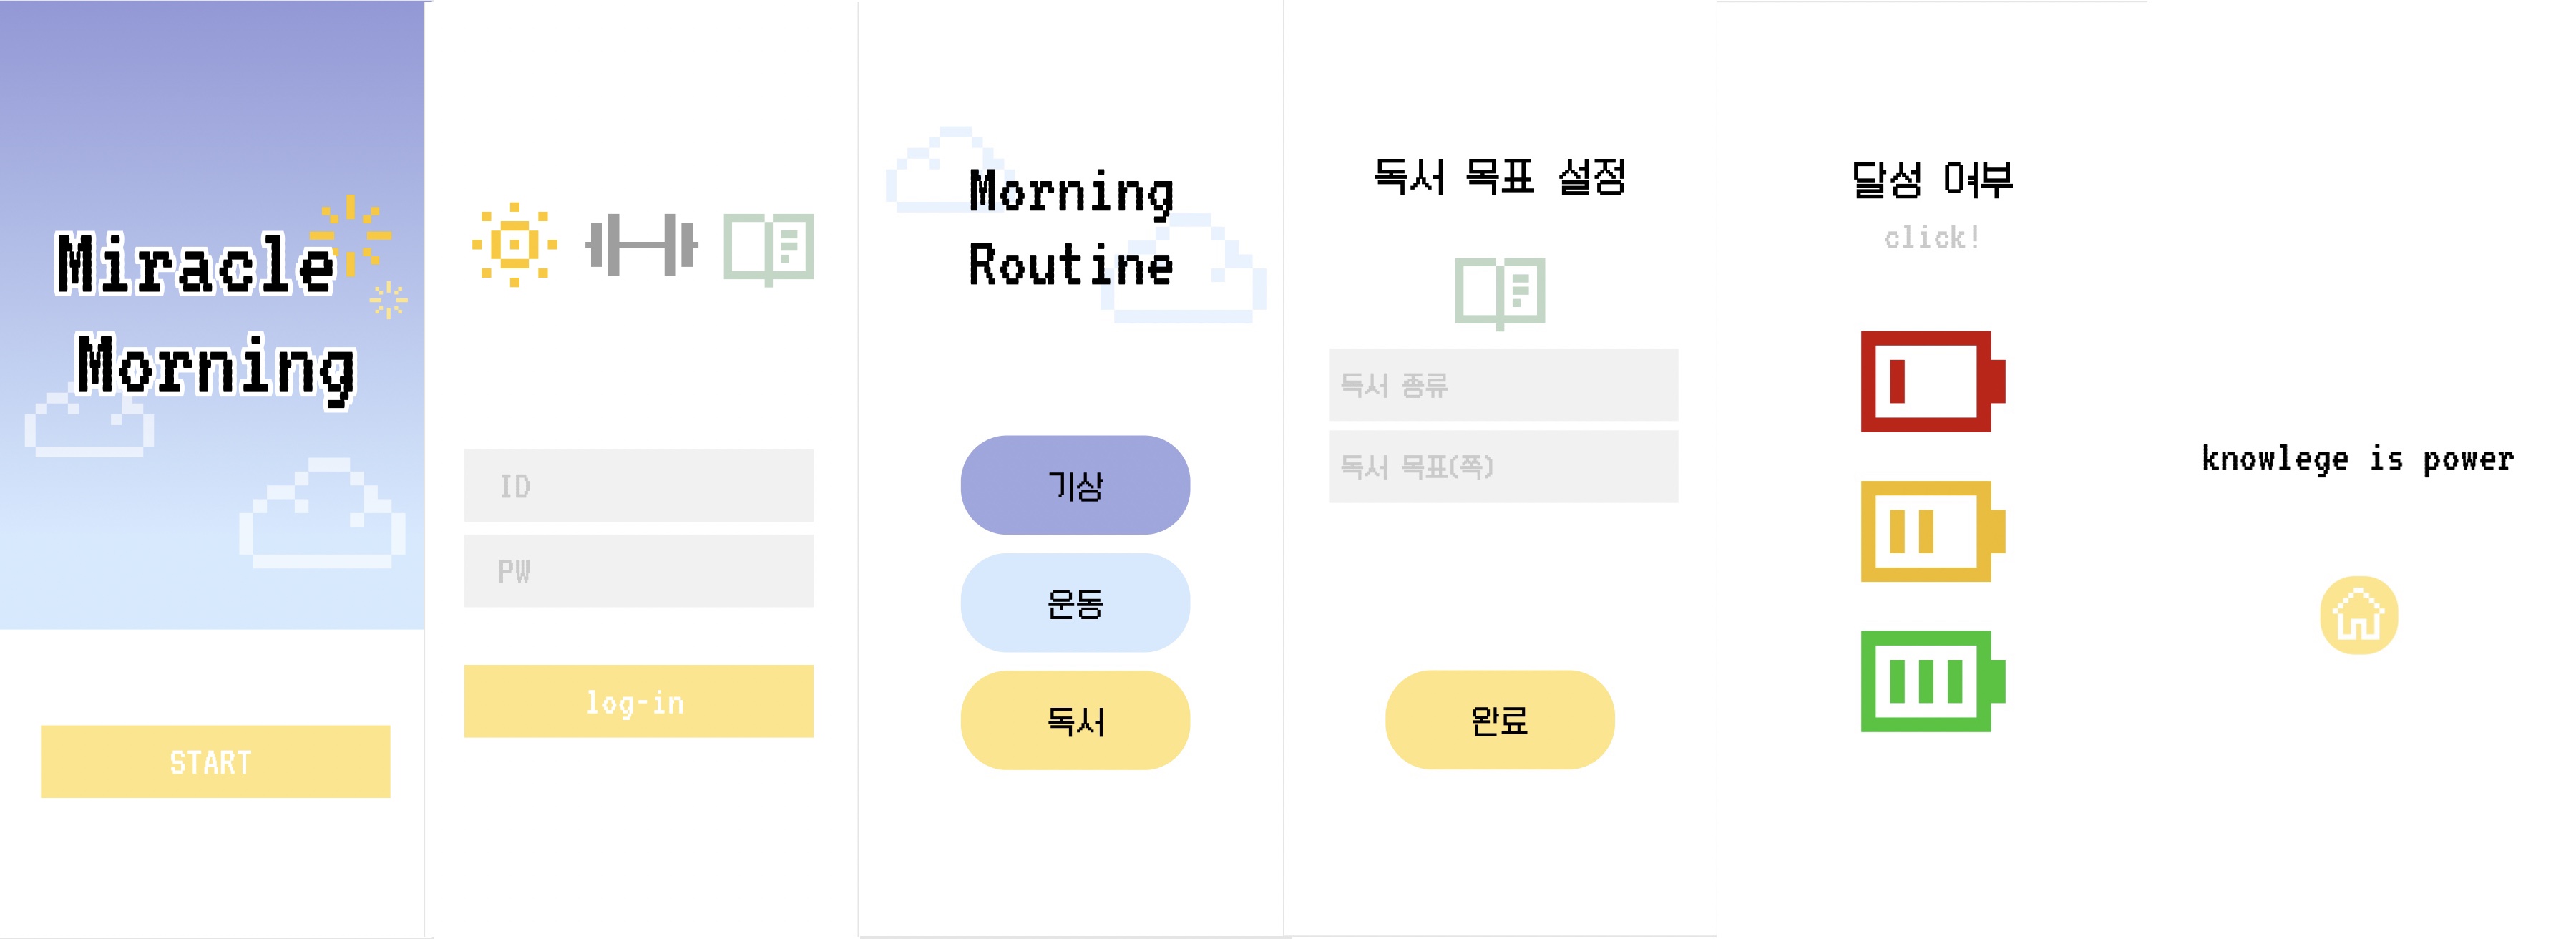 Miracle
Morning
START
ID
PW
log-in
Morning
Routine
기상
운동
독서
독서 목표 설정
독서 종류
독서 목표(쪽)
완료
달성 여부
click!
knowlege is power